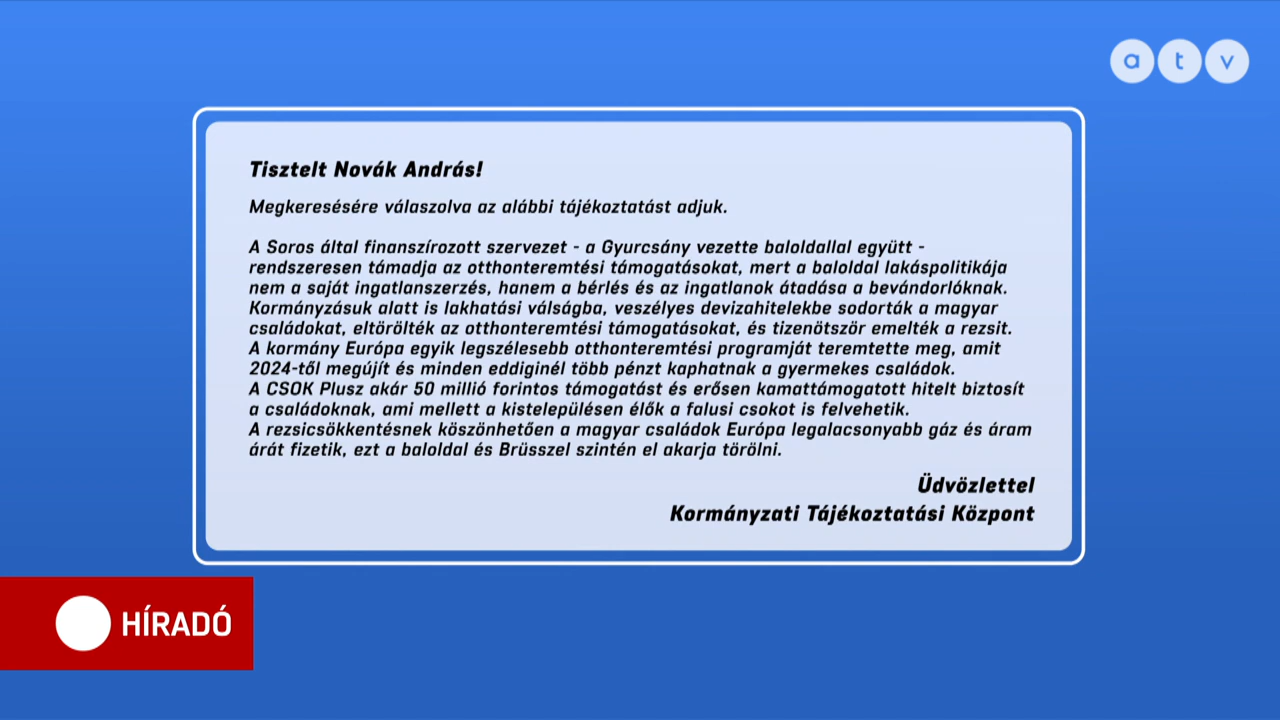 atv
Tisztelt Novák András!
Megkeresésére válaszolva az alábbi tájékoztatást adjuk.
A Soros által finanszírozott szervezet - a Gyurcsány vezette baloldallal együtt -
rendszeresen támadja az otthonteremtési támogatásokat, mert a baloldal lakáspolitikája
nem a saját ingatlanszerzés, hanem a bérlés és az ingatlanok átadása a bevándorlóknak.
Kormányzásuk alatt is lakhatási válságba, veszélyes devizahitelekbe sodorták a magyar
családokat, eltörölték az otthonteremtési támogatásokat, és tizenötször emelték a rezsit.
A kormány Európa egyik legszélesebb otthonteremtési programját teremtette meg, amit
2024-től megújít és minden eddiginél több pénzt kaphatnak a gyermekes családok.
A CSOK Plusz akár 50 millió forintos támogatást és erősen kamattámogatott hitelt biztosít
a családoknak, ami mellett a kistelepülésen élők a falusi csokot is felvehetik.
A rezsicsökkentésnek köszönhetően a magyar családok Európa legalacsonyabb gáz és áram
árát fizetik, ezt a baloldal és Brüsszel szintén el akarja törölni.
Üdvözlettel
Kormányzati Tájékoztatási Központ
HÍRADÓ